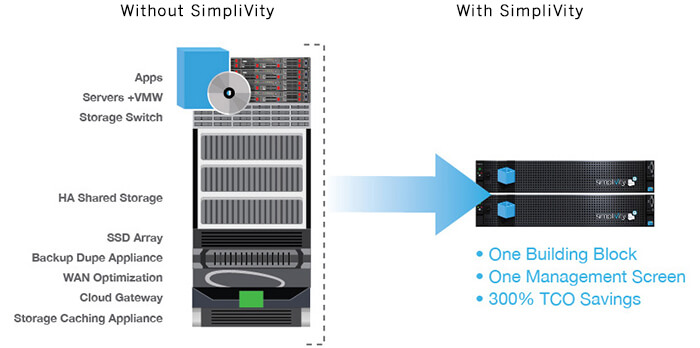 Without SimpliVity
With SimpliVity
Apps
Servers +VMW
Storage Switch
HA Shared Storage
SSD Array
Backup Dupe Appliance
WAN Optimization
Cloud Gateway
Storage Caching Appliance
simplivity
simplivity
• One Building Block
• One Management Screen
• 300% TCO Savings